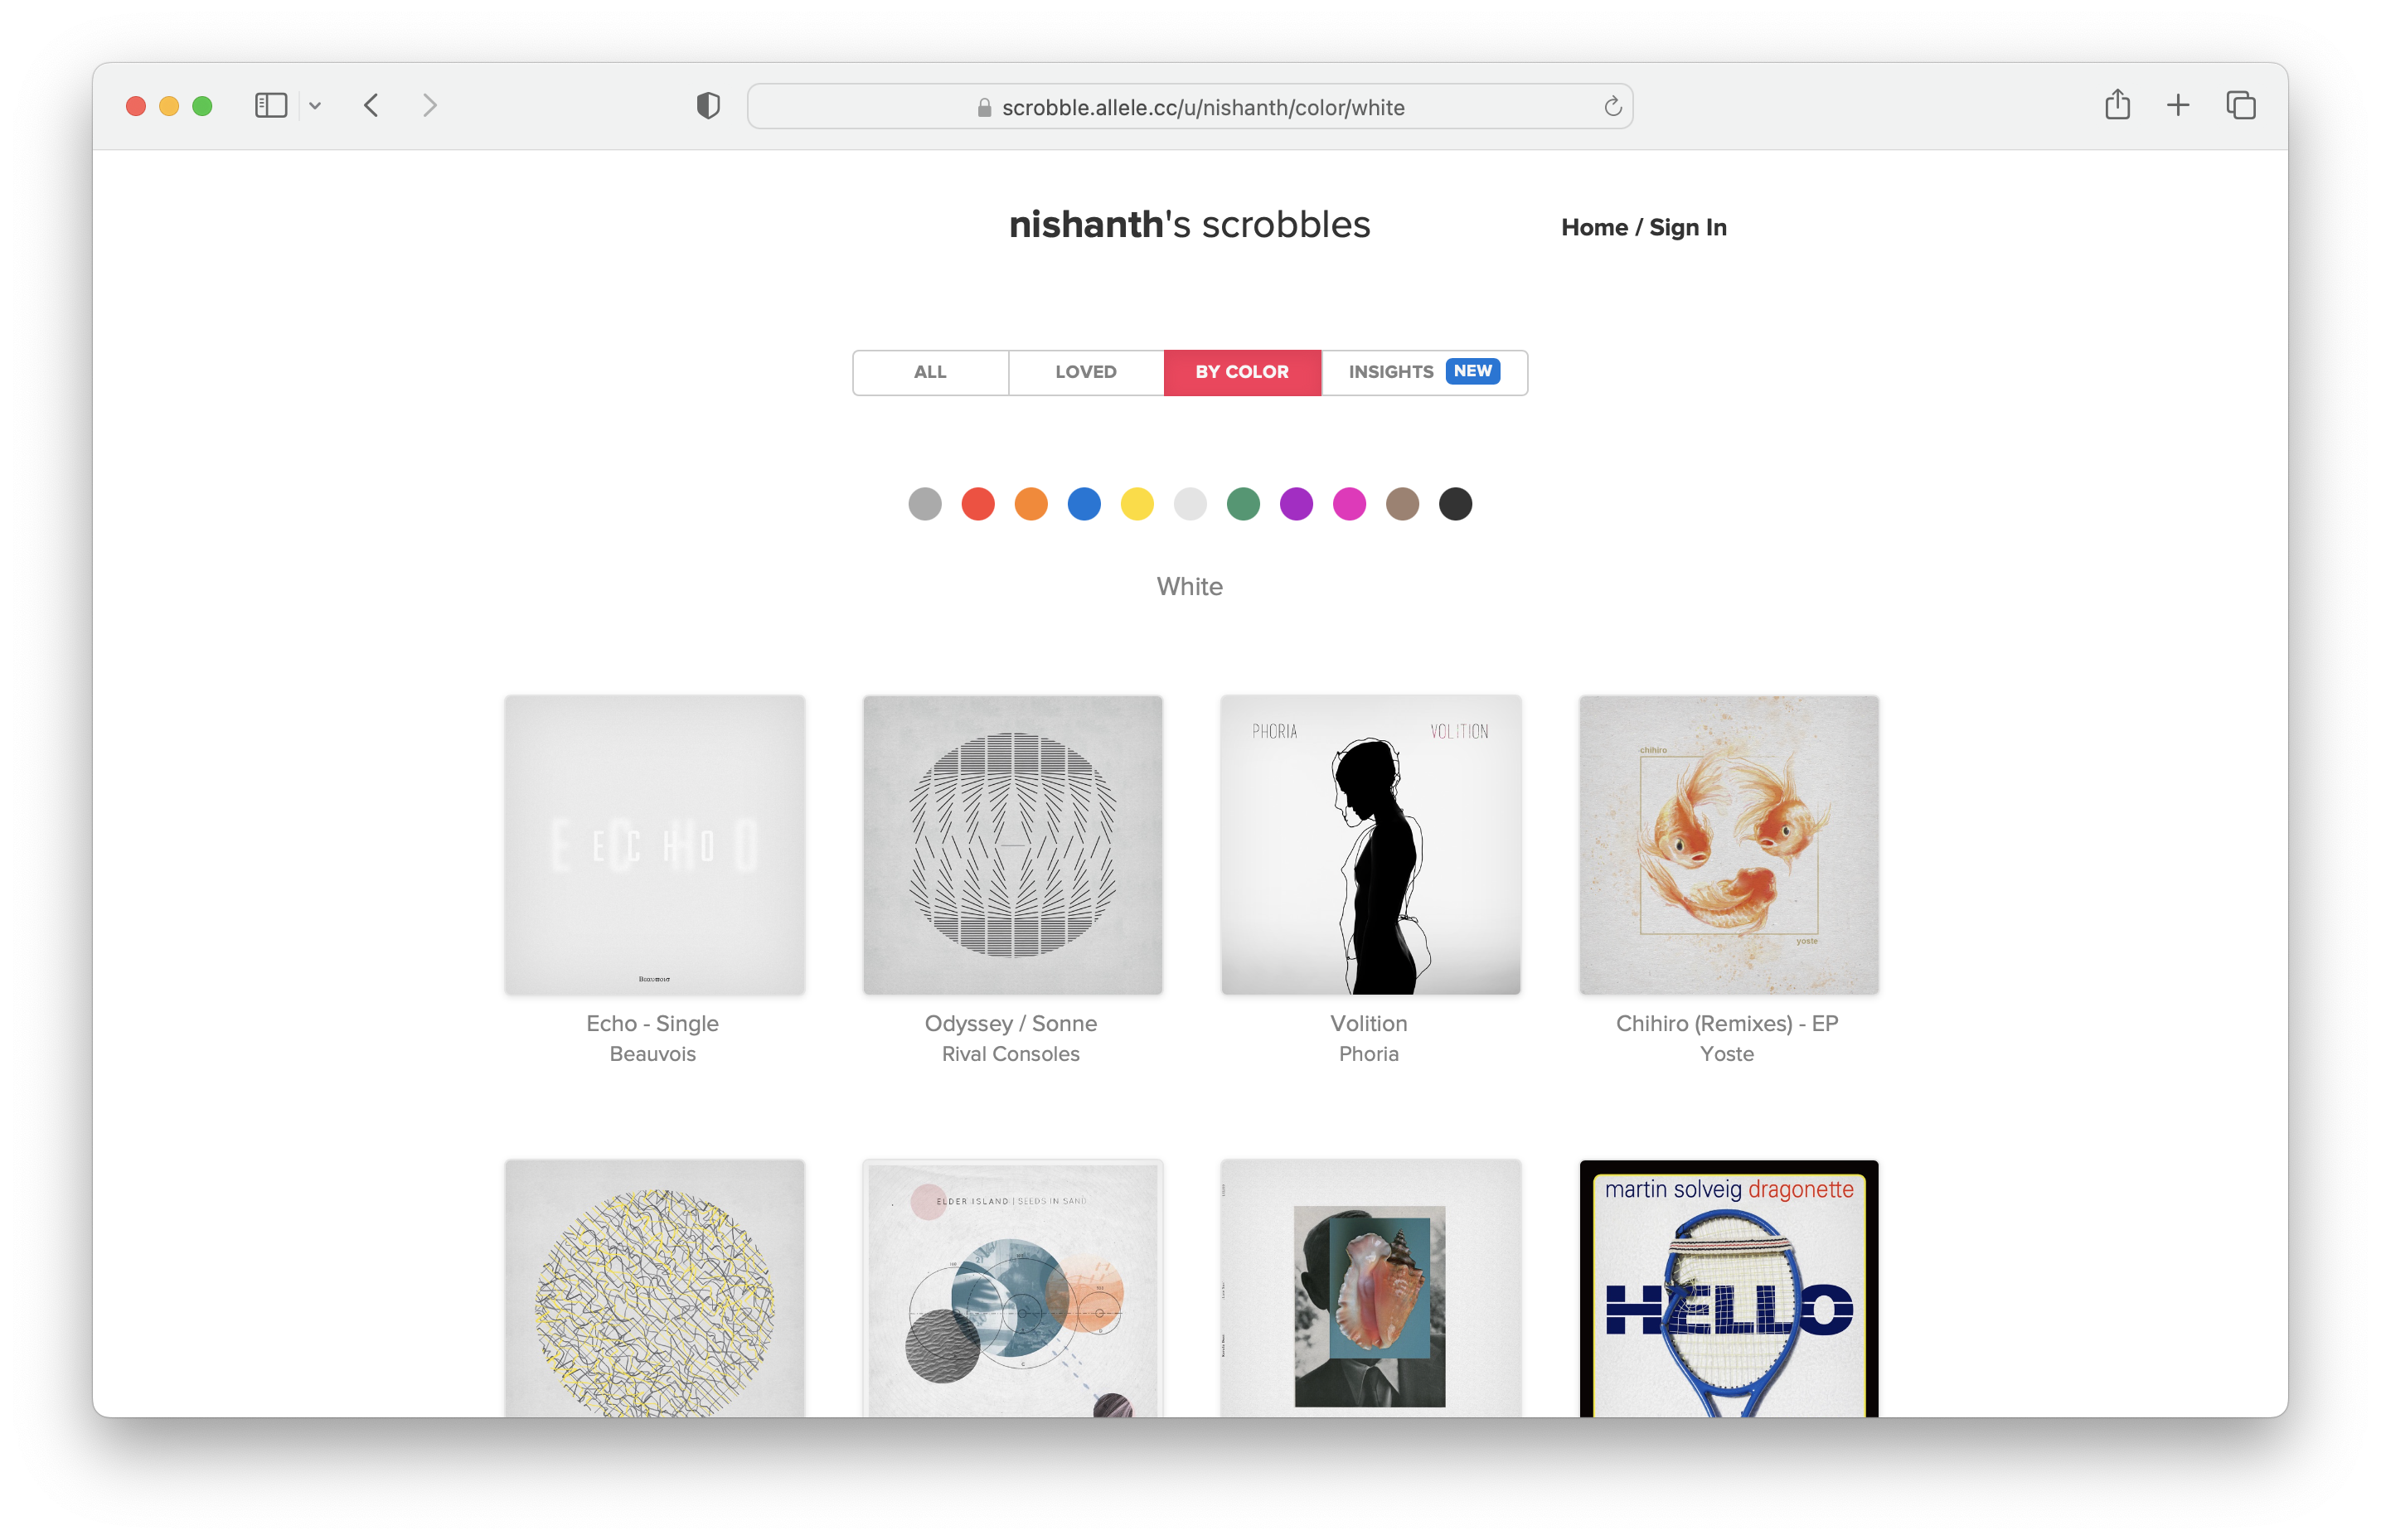 scrobble.allele.cc/u/nishanth/color/white
nishanth's scrobbles
Home / Sign In
ALL
LOVED
BY COLOR
INSIGHTS NEW
White
E C H O
E C H O
Beauvois
PHORIA
VOLITION
chihiro
yoste
Echo - Single
Beauvois
Odyssey / Sonne
Rival Consoles
Volition
Phoria
Chihiro (Remixes) - EP
Yoste
ELDER ISLAND | SEEDS IN SAND
martin solveig dragonette
HELLO